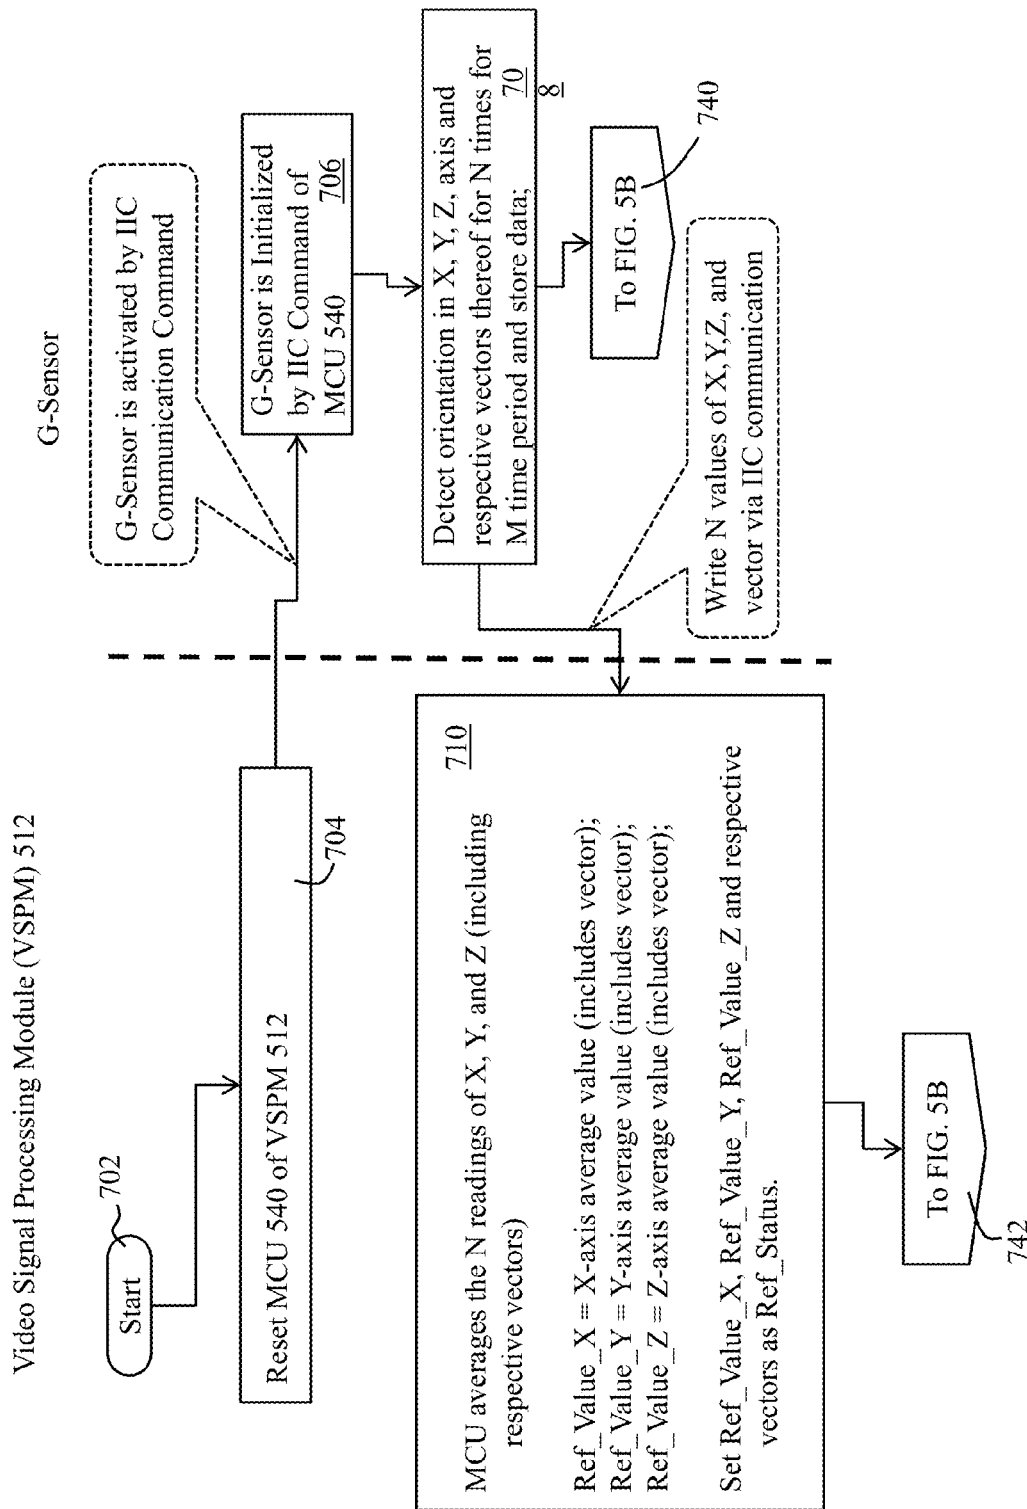 Video Signal Processing Module (VSPM) 512
G-Sensor
Start
702
Reset MCU 540 of VSPM 512
704
G-Sensor is activated by IIC
Communication Command
G-Sensor is Initialized
by IIC Command of
MCU 540
706
Detect orientation in X, Y, Z, axis and
respective vectors thereof for N times for
M time period and store data;
70
8
To FIG. 5B
740
Write N values of X,Y,Z, and
vector via IIC communication
710
MCU averages the N readings of X, Y, and Z (including
respective vectors)
Ref_Value_X = X-axis average value (includes vector);
Ref_Value_Y = Y-axis average value (includes vector);
Ref_Value_Z = Z-axis average value (includes vector);
Set Ref_Value_X, Ref_Value_Y, Ref_Value_Z and respective
vectors as Ref_Status.
To FIG. 5B
742